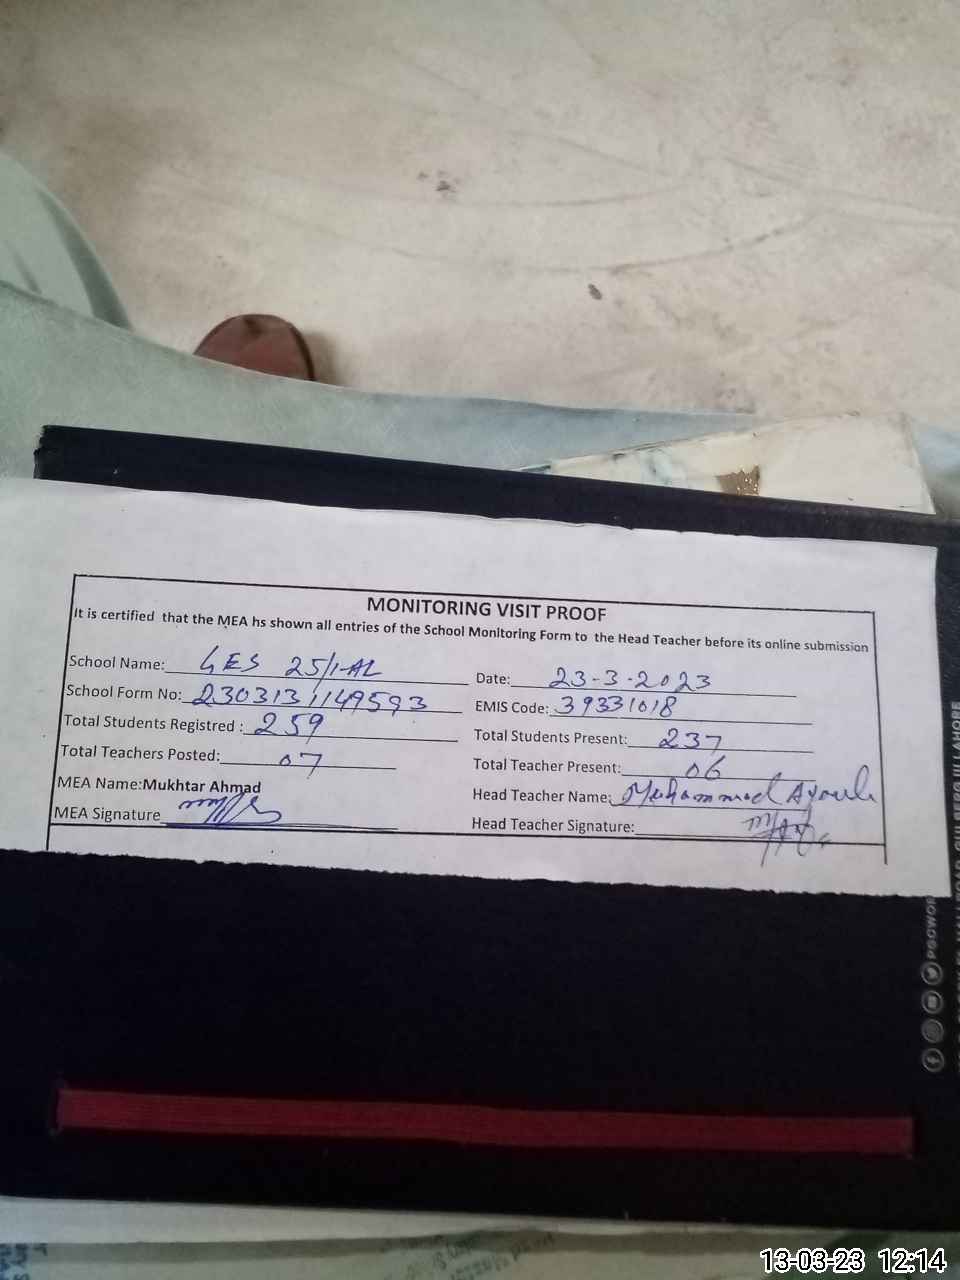 MONITORING VISIT PROOF
It is certified that the MEA hs shown all entries of the School Monitoring Form to the Head Teacher before its online submission
School Name: GES 25/1-AL Date: 23-3-2023
School Form No: 2303131149593 EMIS Code: 39331018
Total Students Registred : 259 Total Students Present: 237
Total Teachers Posted: 07 Total Teacher Present: 06
MEA Name:Mukhtar Ahmad Head Teacher Name: Muhammad Ayoub
MEA Signature Head Teacher Signature:
13-03-23 12:14